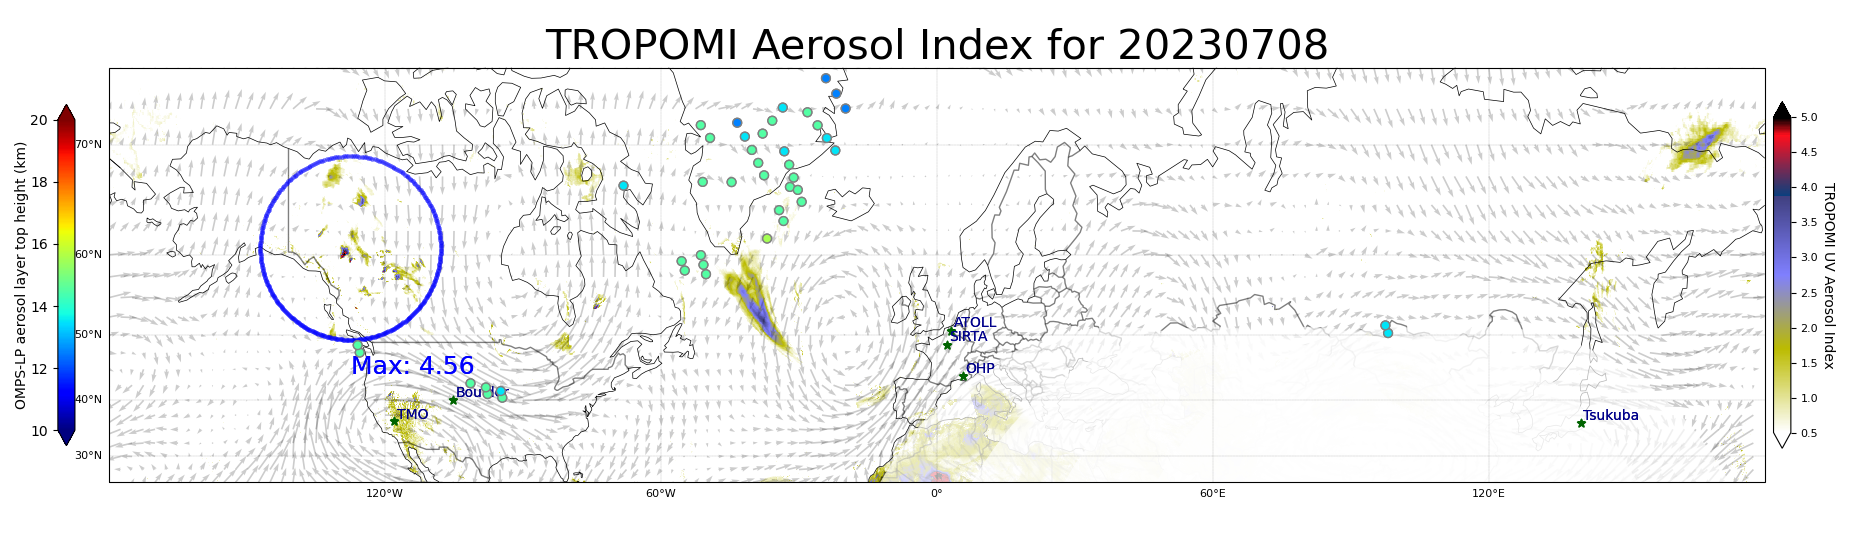 TROPOMI Aerosol Index for 20230708
OMPS-LP aerosol layer top height (km)
20
18
16
14
12
10
70°N
60°N
50°N
40°N
30°N
120°W
60°W
0°
60°E
120°E
Max: 4.56
Boulder
TMO
ATOLL
SIRTA
OHP
Tsukuba
5.0
4.5
4.0
3.5
3.0
2.5
2.0
1.5
1.0
0.5
TROPOMI UV Aerosol Index